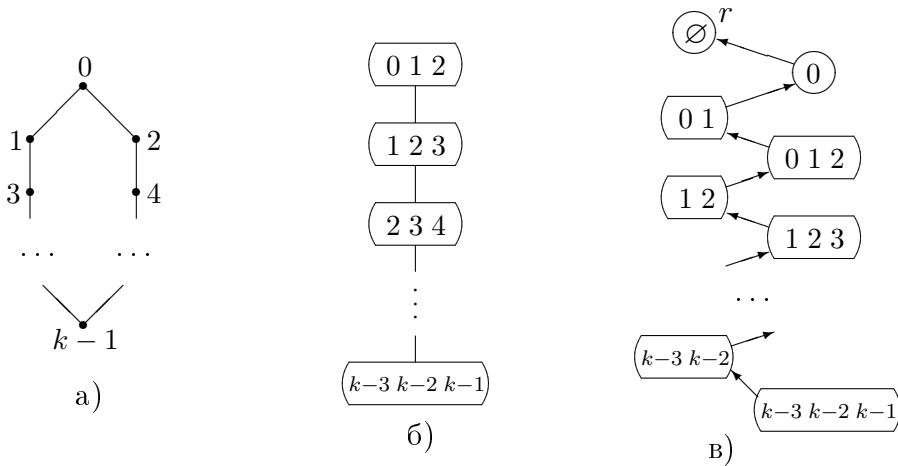 0
1 2
3 4
. . . . . .
k − 1
а)
0 1 2
1 2 3
2 3 4
k−3 k−2 k−1
б)
∅ r
0
0 1
0 1 2
1 2
1 2 3
. . .
k−3 k−2
k−3 k−2 k−1
в)